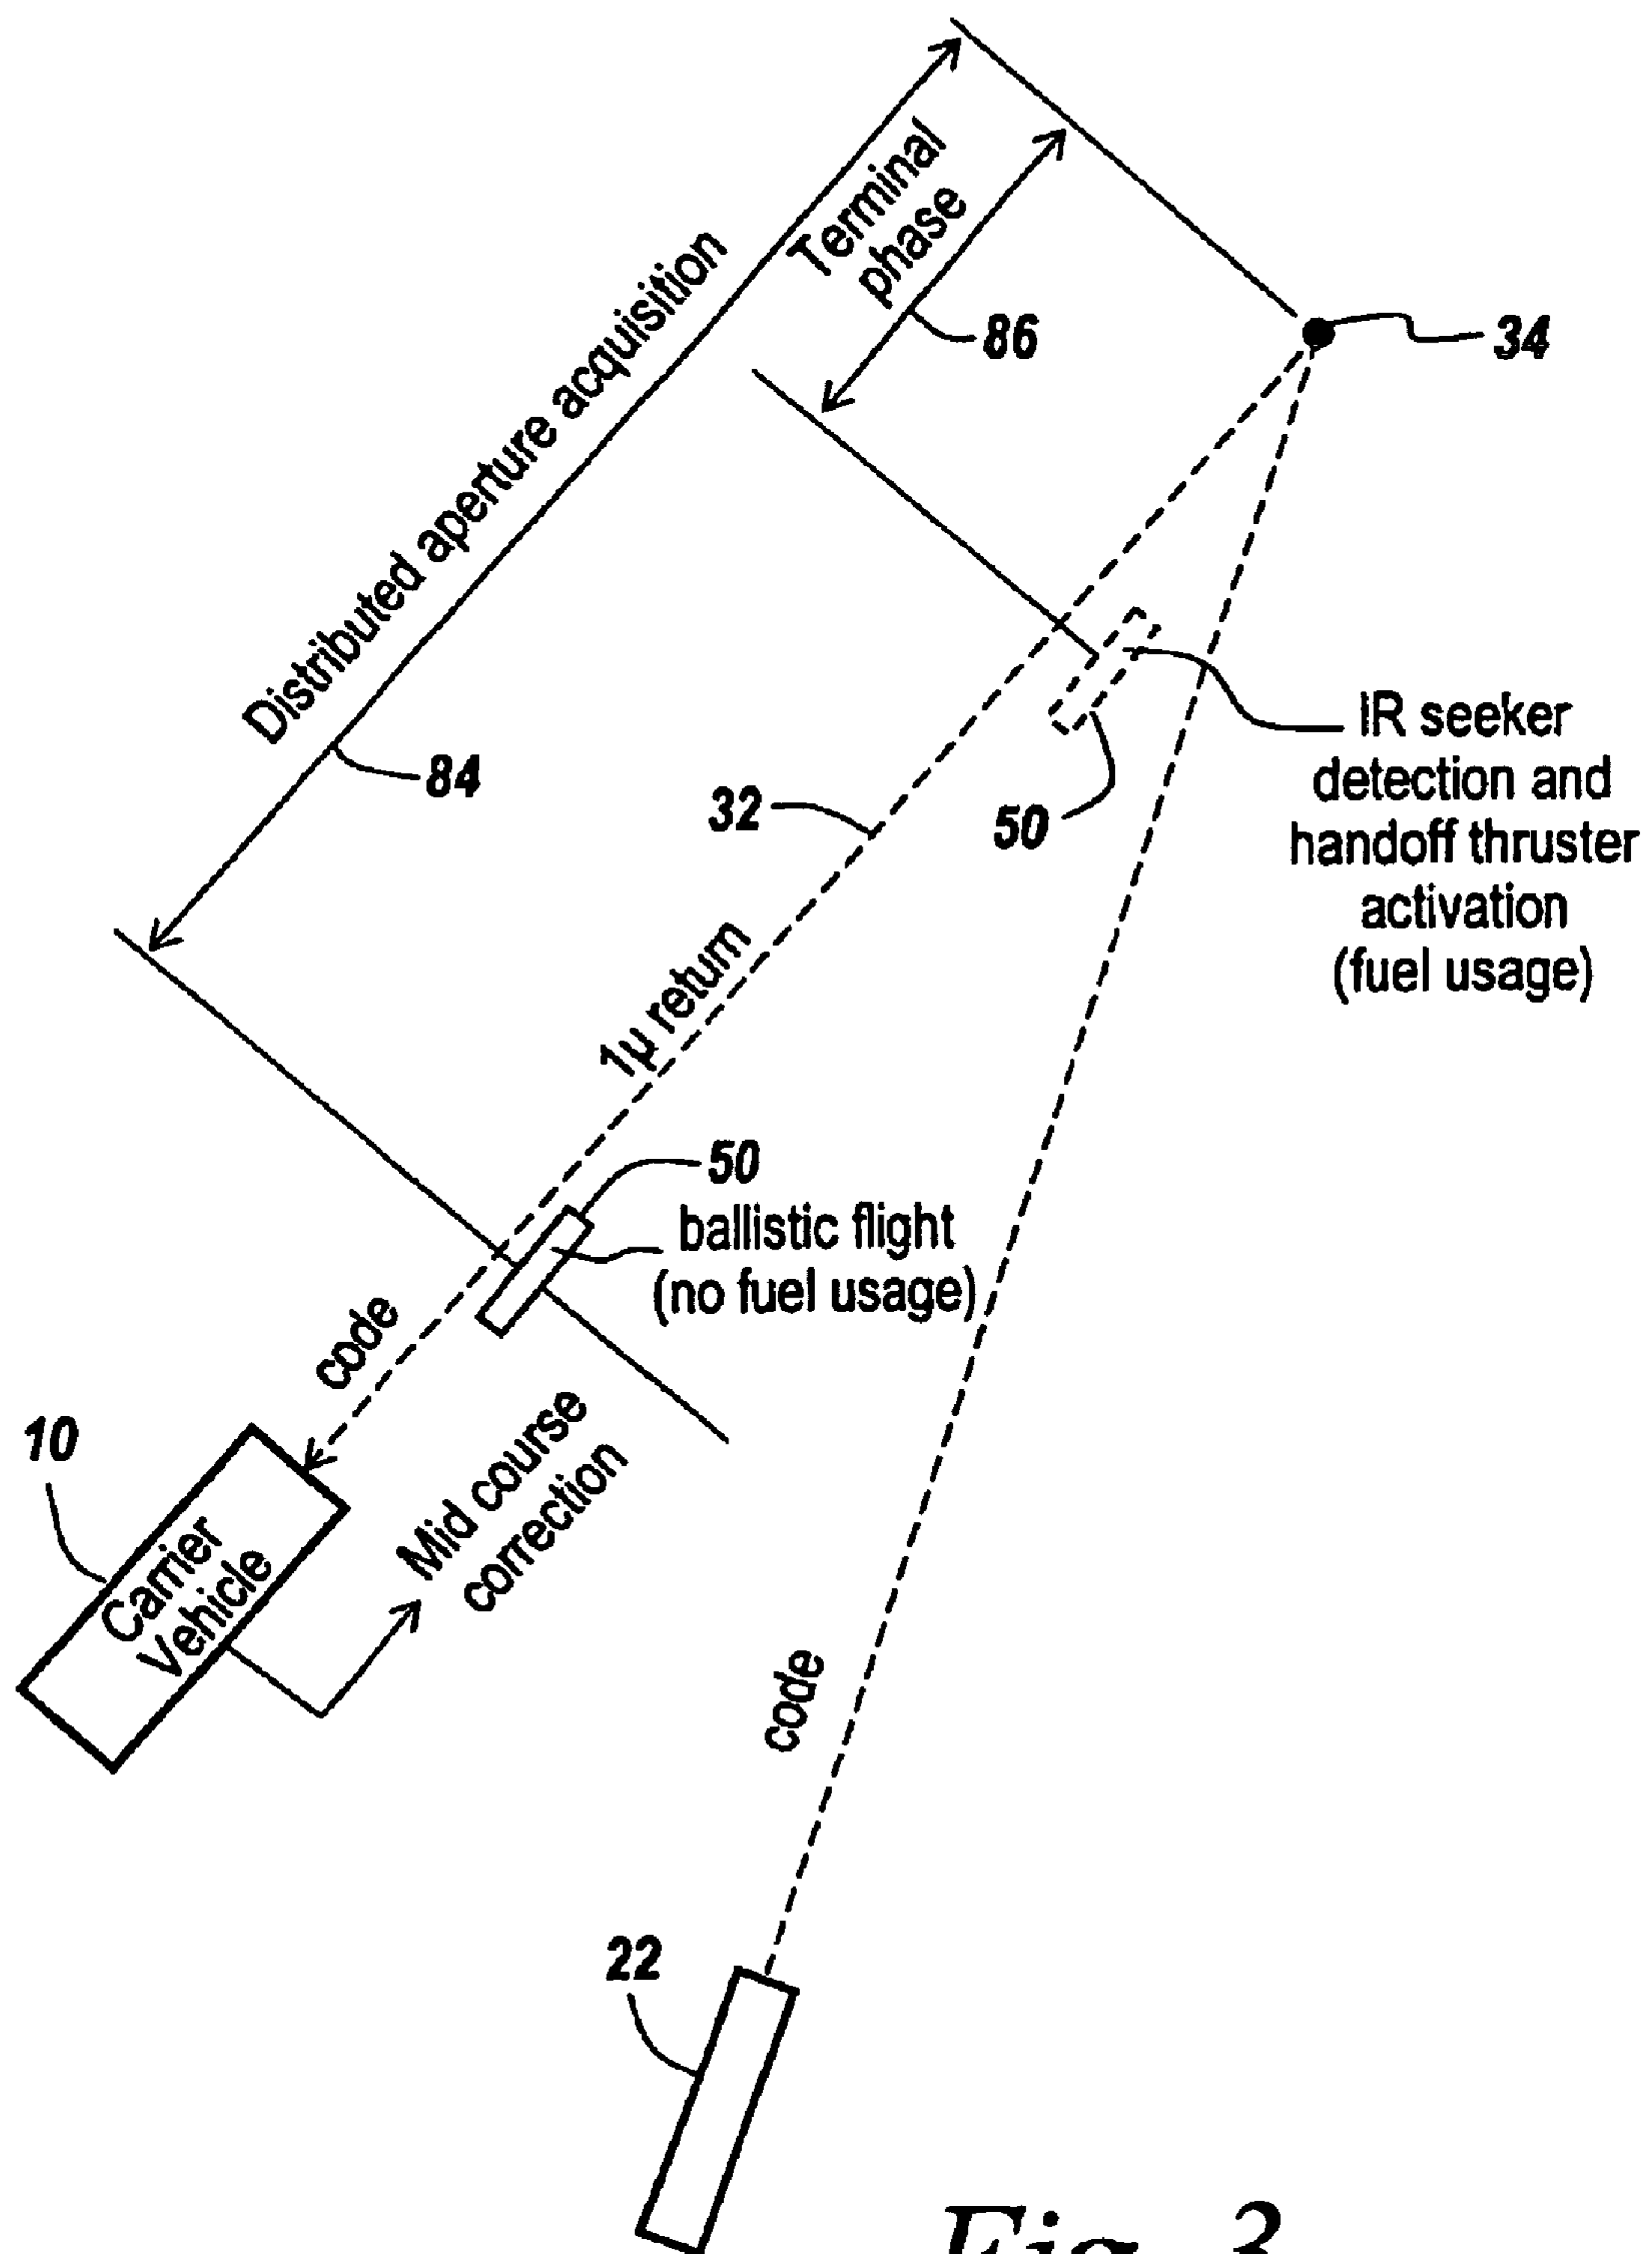 Distributed aperture acquisition
Terminal
phase
86
34
84
32
50
IR seeker
detection and
handoff thruster
activation
(fuel usage)
1μ return
50
ballistic flight
(no fuel usage)
code
10
Carrier
Vehicle
Mid course
correction
code
22
Fig. 3